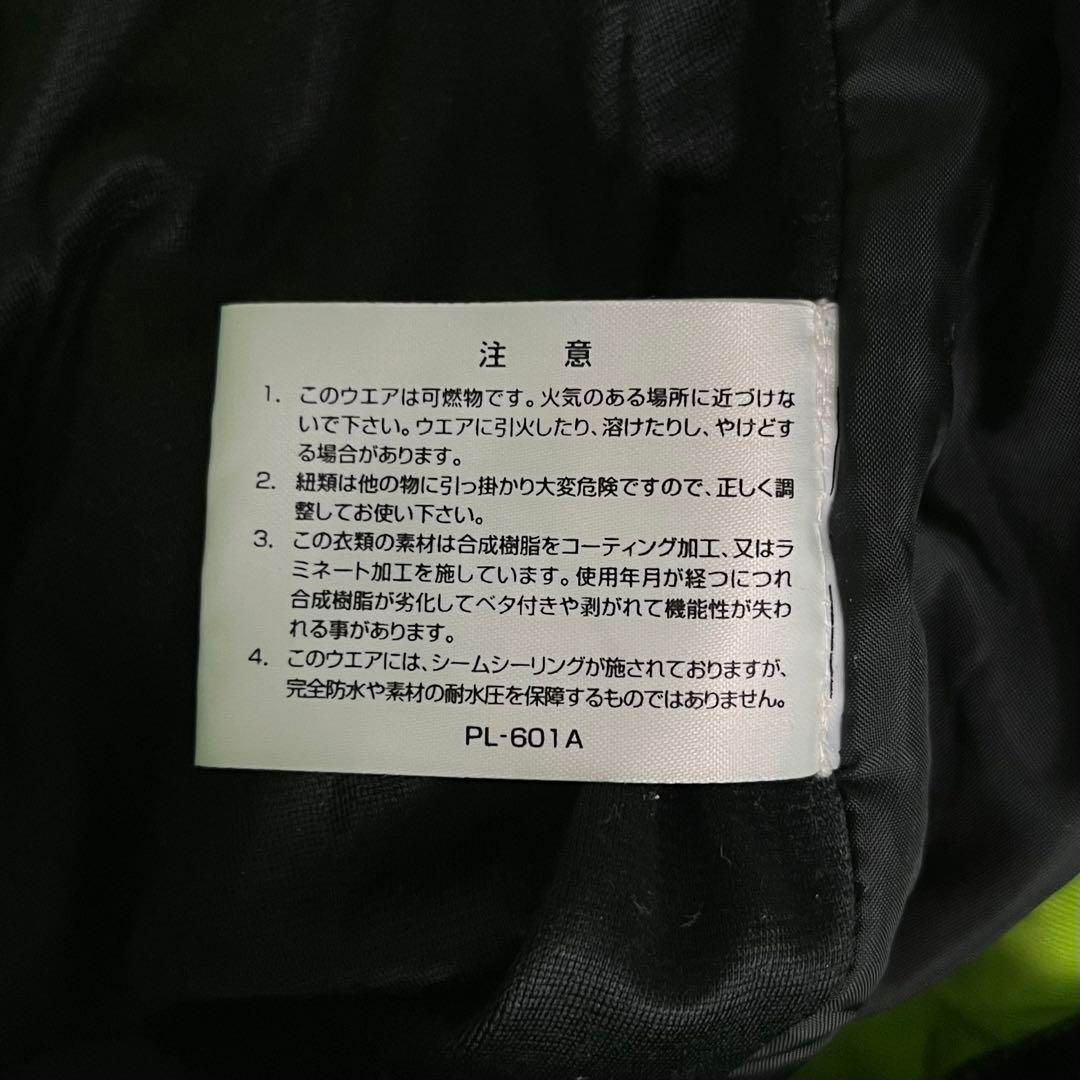 注 意
1. このウエアは可燃物です。火気のある場所に近づけな
いで下さい。ウエアに引火したり、溶けたりし、やけどす
る場合があります。
2. 紐類は他の物に引っ掛かり大変危険ですので、正しく調
整してお使い下さい。
3. この衣類の素材は合成樹脂をコーティング加工、又はラ
ミネート加工を施しています。使用年月が経つにつれ
合成樹脂が劣化してベタ付きや剥がれて機能性が失わ
れる事があります。
4. このウエアには、シームシーリングが施されておりますが、
完全防水や素材の耐水圧を保障するものではありません。
PL-601A